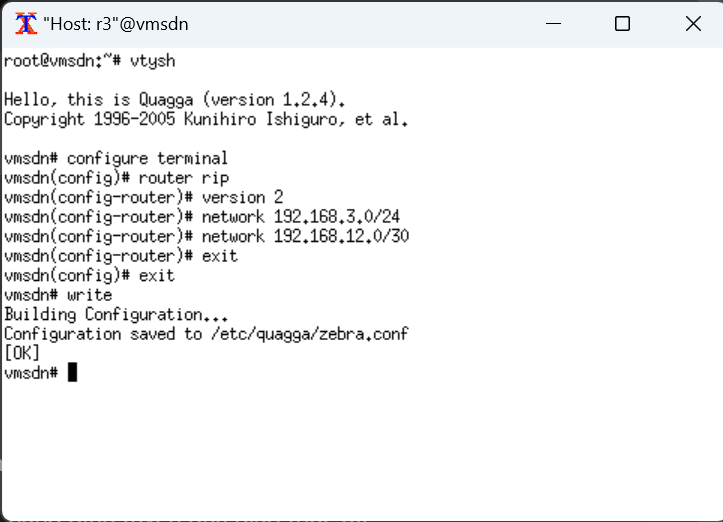 "Host: r3"@vmsdn
root@vmsdn:~# vtysh
Hello, this is Quagga (version 1.2.4).
Copyright 1996-2005 Kunihiro Ishiguro, et al.
vmsdn# configure terminal
vmsdn(config)# router rip
vmsdn(config-router)# version 2
vmsdn(config-router)# network 192.168.3.0/24
vmsdn(config-router)# network 192.168.12.0/30
vmsdn(config-router)# exit
vmsdn(config)# exit
vmsdn# write
Building Configuration...
Configuration saved to /etc/quagga/zebra.conf
[OK]
vmsdn#